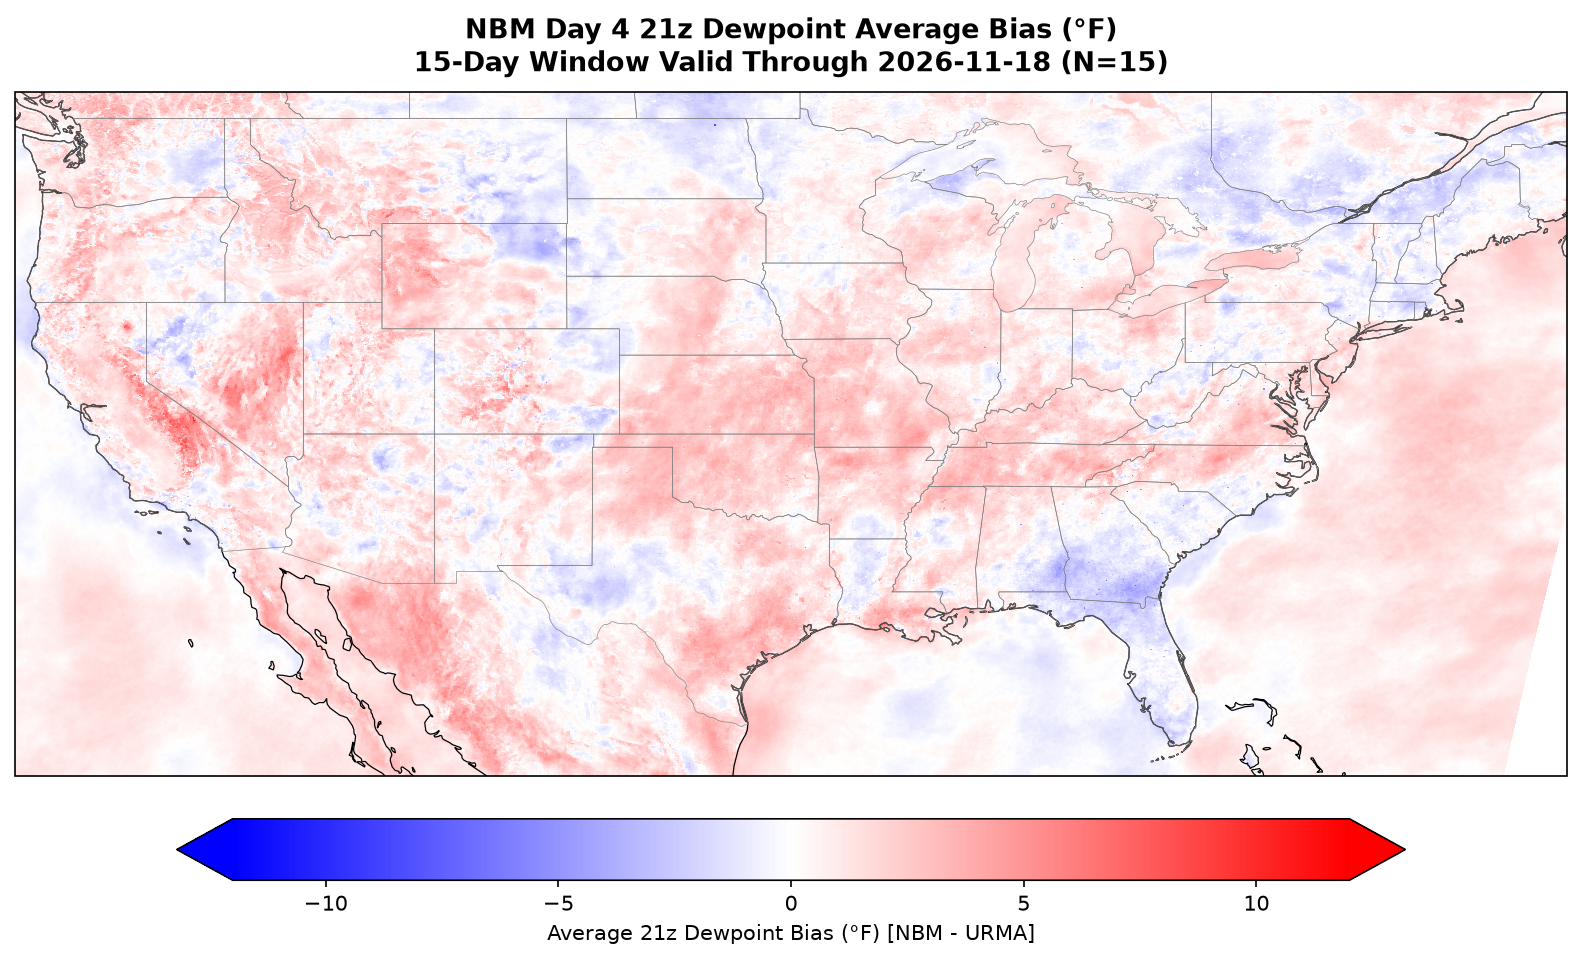 NBM Day 4 21z Dewpoint Average Bias (°F)
15-Day Window Valid Through 2026-11-18 (N=15)
−10 −5 0 5 10
Average 21z Dewpoint Bias (°F) [NBM - URMA]